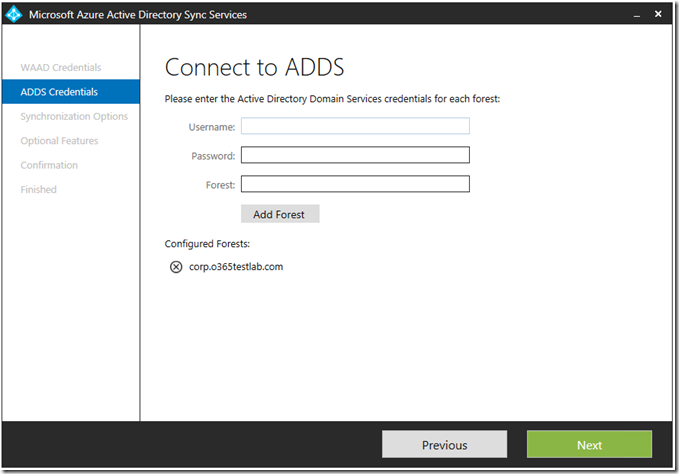 Microsoft Azure Active Directory Sync Services
WAAD Credentials
ADDS Credentials
Synchronization Options
Optional Features
Confirmation
Finished
Connect to ADDS
Please enter the Active Directory Domain Services credentials for each forest:
Username:
Password:
Forest:
Add Forest
Configured Forests:
corp.o365testlab.com
Previous
Next